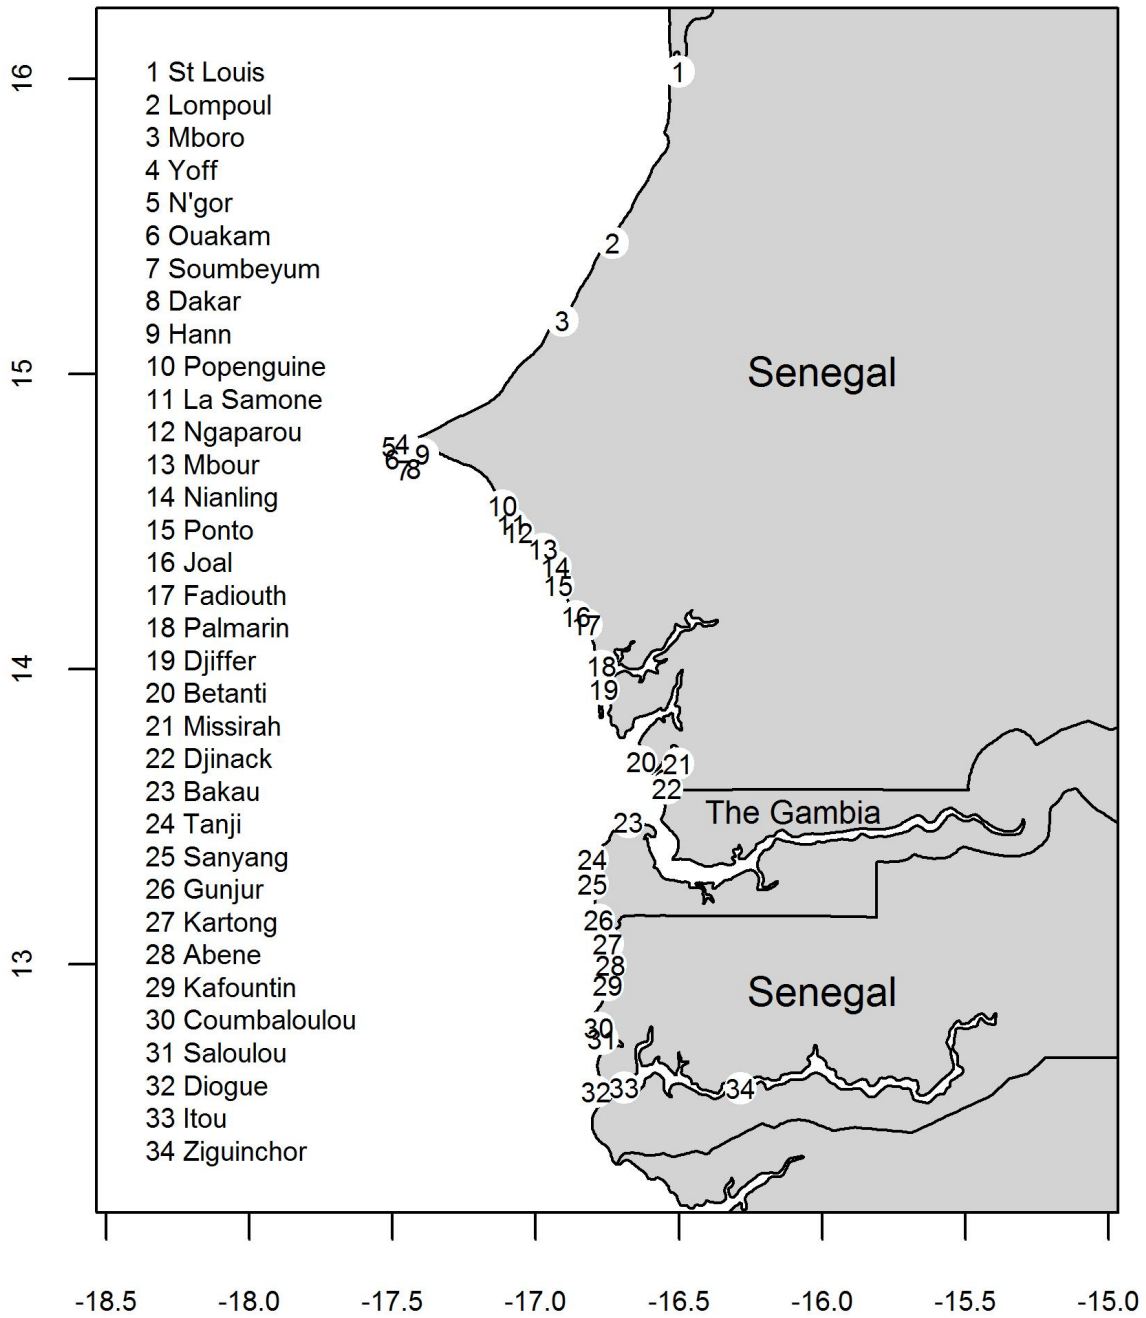 16
15
14
13
1 St Louis
2 Lompoul
3 Mboro
4 Yoff
5 N'gor
6 Ouakam
7 Soumbeyum
8 Dakar
9 Hann
10 Popenguine
11 La Samone
12 Ngaparou
13 Mbour
14 Nianling
15 Ponto
16 Joal
17 Fadiouth
18 Palmarin
19 Djiffer
20 Betanti
21 Missirah
22 Djinack
23 Bakau
24 Tanji
25 Sanyang
26 Gunjur
27 Kartong
28 Abene
29 Kafountin
30 Coumbaloulou
31 Saloulou
32 Diogue
33 Itou
34 Ziguinchor
1
2
3
Senegal
5 4
6 9
7 8
10
11
12
13
14
15
16
17
18
19
20 21
22
The Gambia
23
24
25
26
27
28
29
Senegal
30
31
32 33 34
-18.5 -18.0 -17.5 -17.0 -16.5 -16.0 -15.5 -15.0